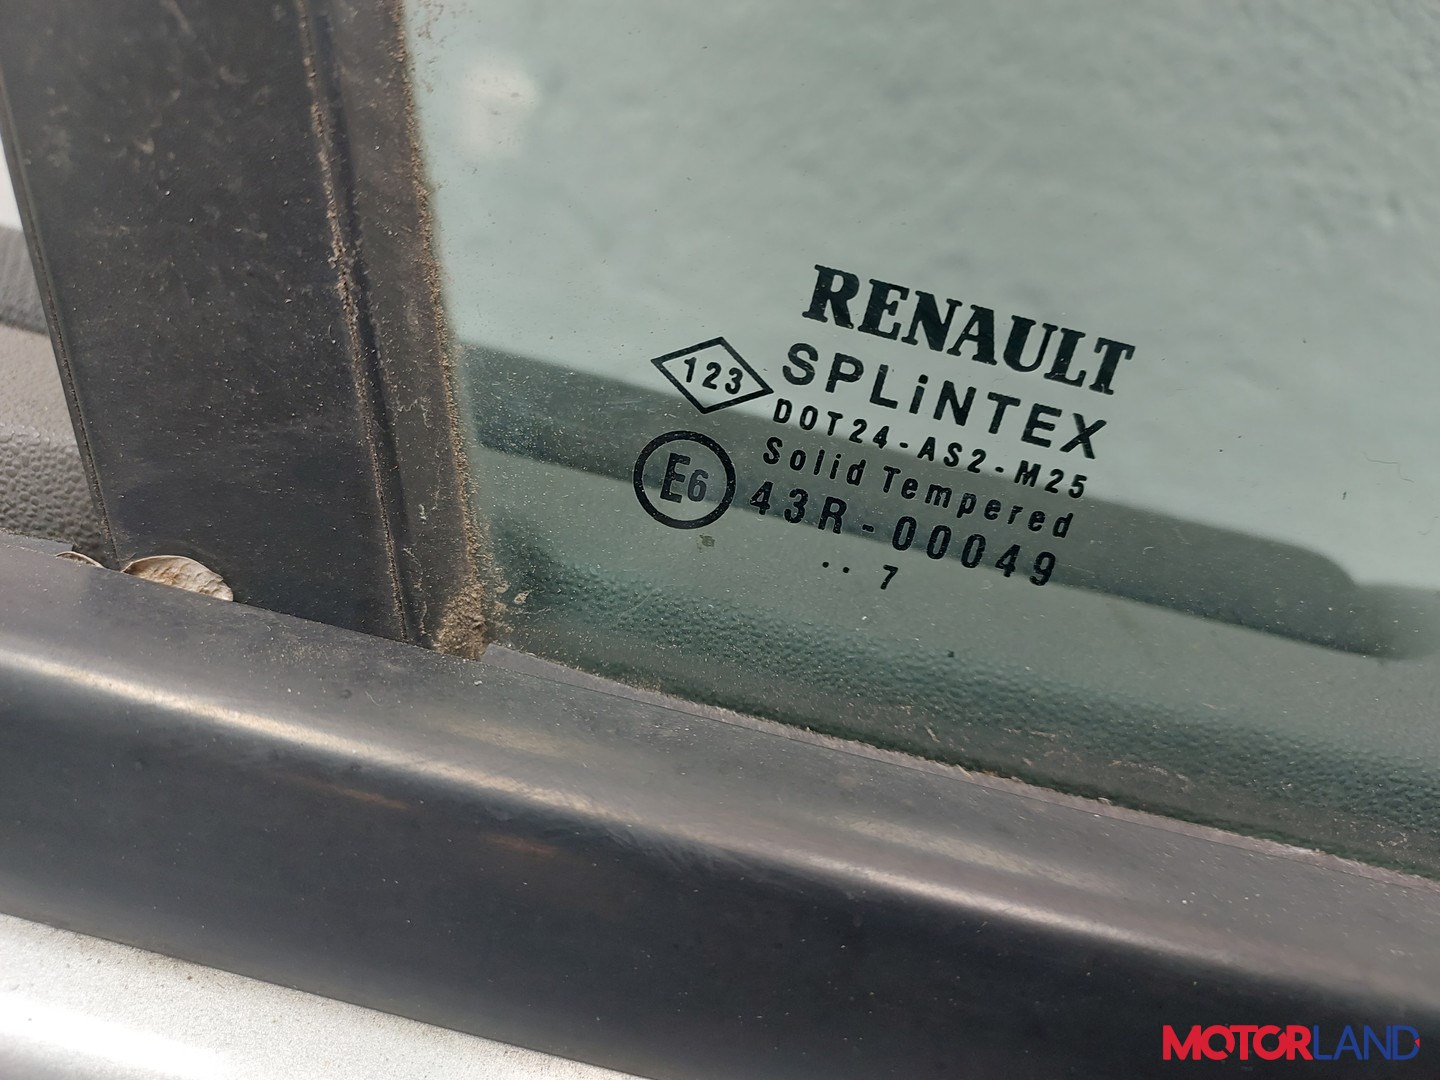 RENAULT
123 SPLiNTEX
DOT24-AS2-M25
Solid Tempered
E6 43R-00049
.. 7
MOTORLAND